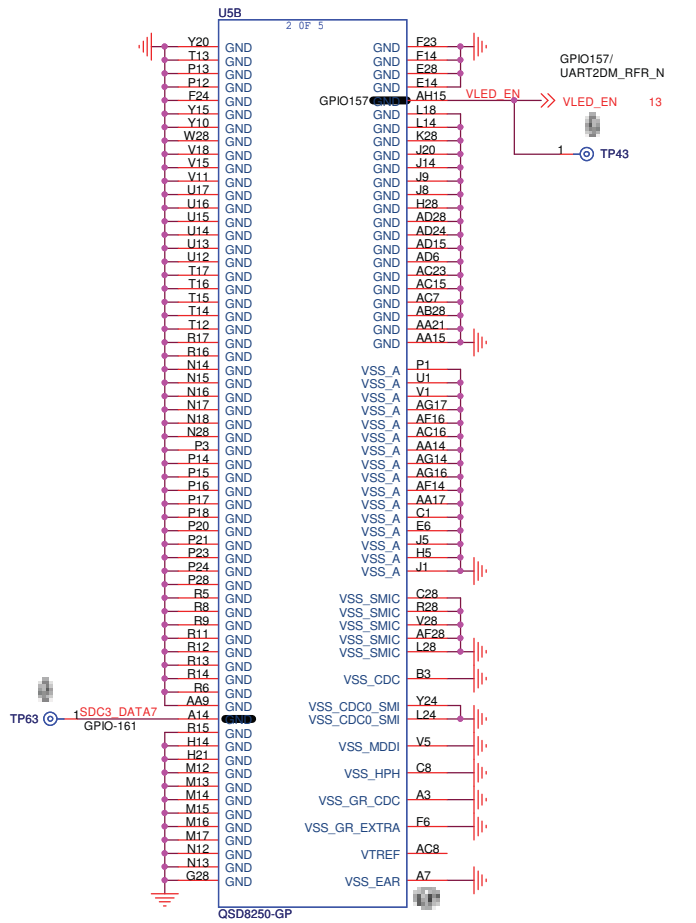 U5B
2 OF 5
Y20 GND GND F23
T13 GND GND F14
P13 GND GND E28
P12 GND GND E14
F24 GND GPIO157 GND AH15 VLED_EN
Y15 GND GND L18
Y10 GND GND L14
W28 GND GND K28
V18 GND GND J20
V15 GND GND J14
V11 GND GND J9
U17 GND GND J8
U16 GND GND H28
U15 GND GND AD28
U14 GND GND AD24
U13 GND GND AD15
U12 GND GND AD6
T17 GND GND AC23
T16 GND GND AC15
T15 GND GND AC7
T14 GND GND AB28
T12 GND GND AA21
R17 GND GND AA15
R16 GND
N14 GND VSS_A P1
N15 GND VSS_A U1
N16 GND VSS_A V1
N17 GND VSS_A AG17
N18 GND VSS_A AF16
N28 GND VSS_A AC16
P3 GND VSS_A AA14
P14 GND VSS_A AG14
P15 GND VSS_A AG16
P16 GND VSS_A AF14
P17 GND VSS_A AA17
P18 GND VSS_A C1
P20 GND VSS_A E6
P21 GND VSS_A J5
P23 GND VSS_A H5
P24 GND VSS_A J1
P28 GND
R5 GND VSS_SMIC C28
R8 GND VSS_SMIC R28
R9 GND VSS_SMIC V28
R11 GND VSS_SMIC AF28
R12 GND VSS_SMIC L28
R13 GND
R14 GND VSS_CDC B3
R6 GND
AA9 GND VSS_CDC0_SMI Y24
A14 GND VSS_CDC0_SMI L24
R15 GND
H14 GND VSS_MDDI V5
H21 GND
M12 GND VSS_HPH C8
M13 GND
M14 GND VSS_GR_CDC A3
M15 GND
M16 GND VSS_GR_EXTRA F6
M17 GND
N12 GND VTREF AC8
N13 GND
G28 GND VSS_EAR A7
QSD8250-GP
GPIO157/
UART2DM_RFR_N
VLED_EN 13
1 TP43
TP63 1 SDC3_DATA7
GPIO-161